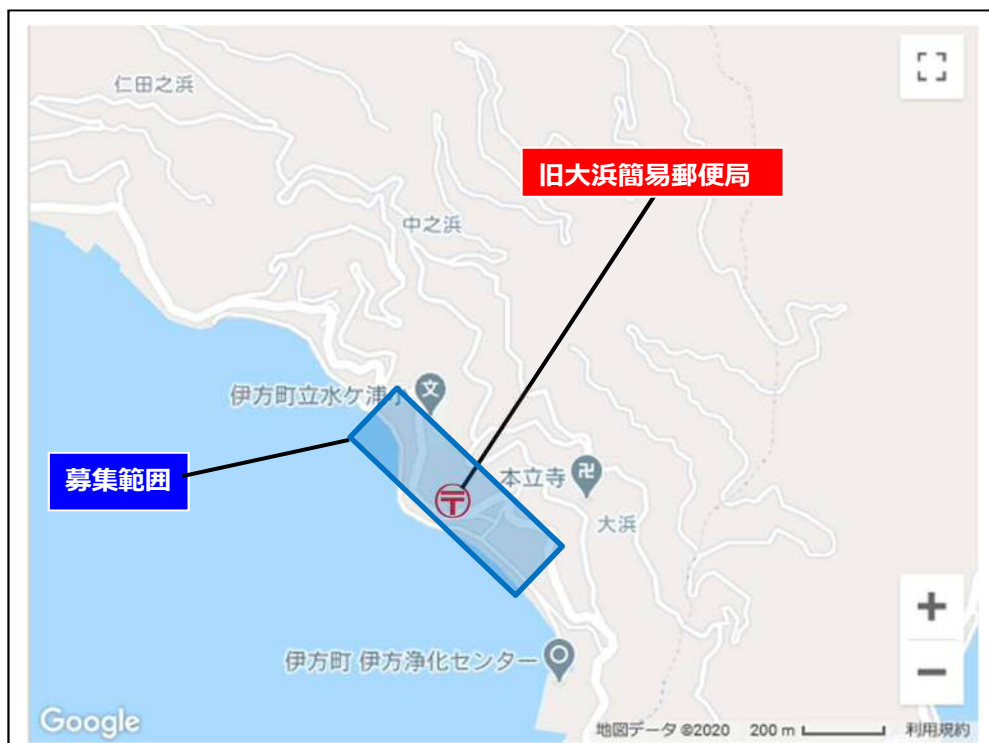 仁田之浜
旧大浜簡易郵便局
中之浜
伊方町立水ケ浦
募集範囲
本立寺
大浜
伊方町 伊方浄化センター
Google
地図データ ©2020 200 m 利用規約